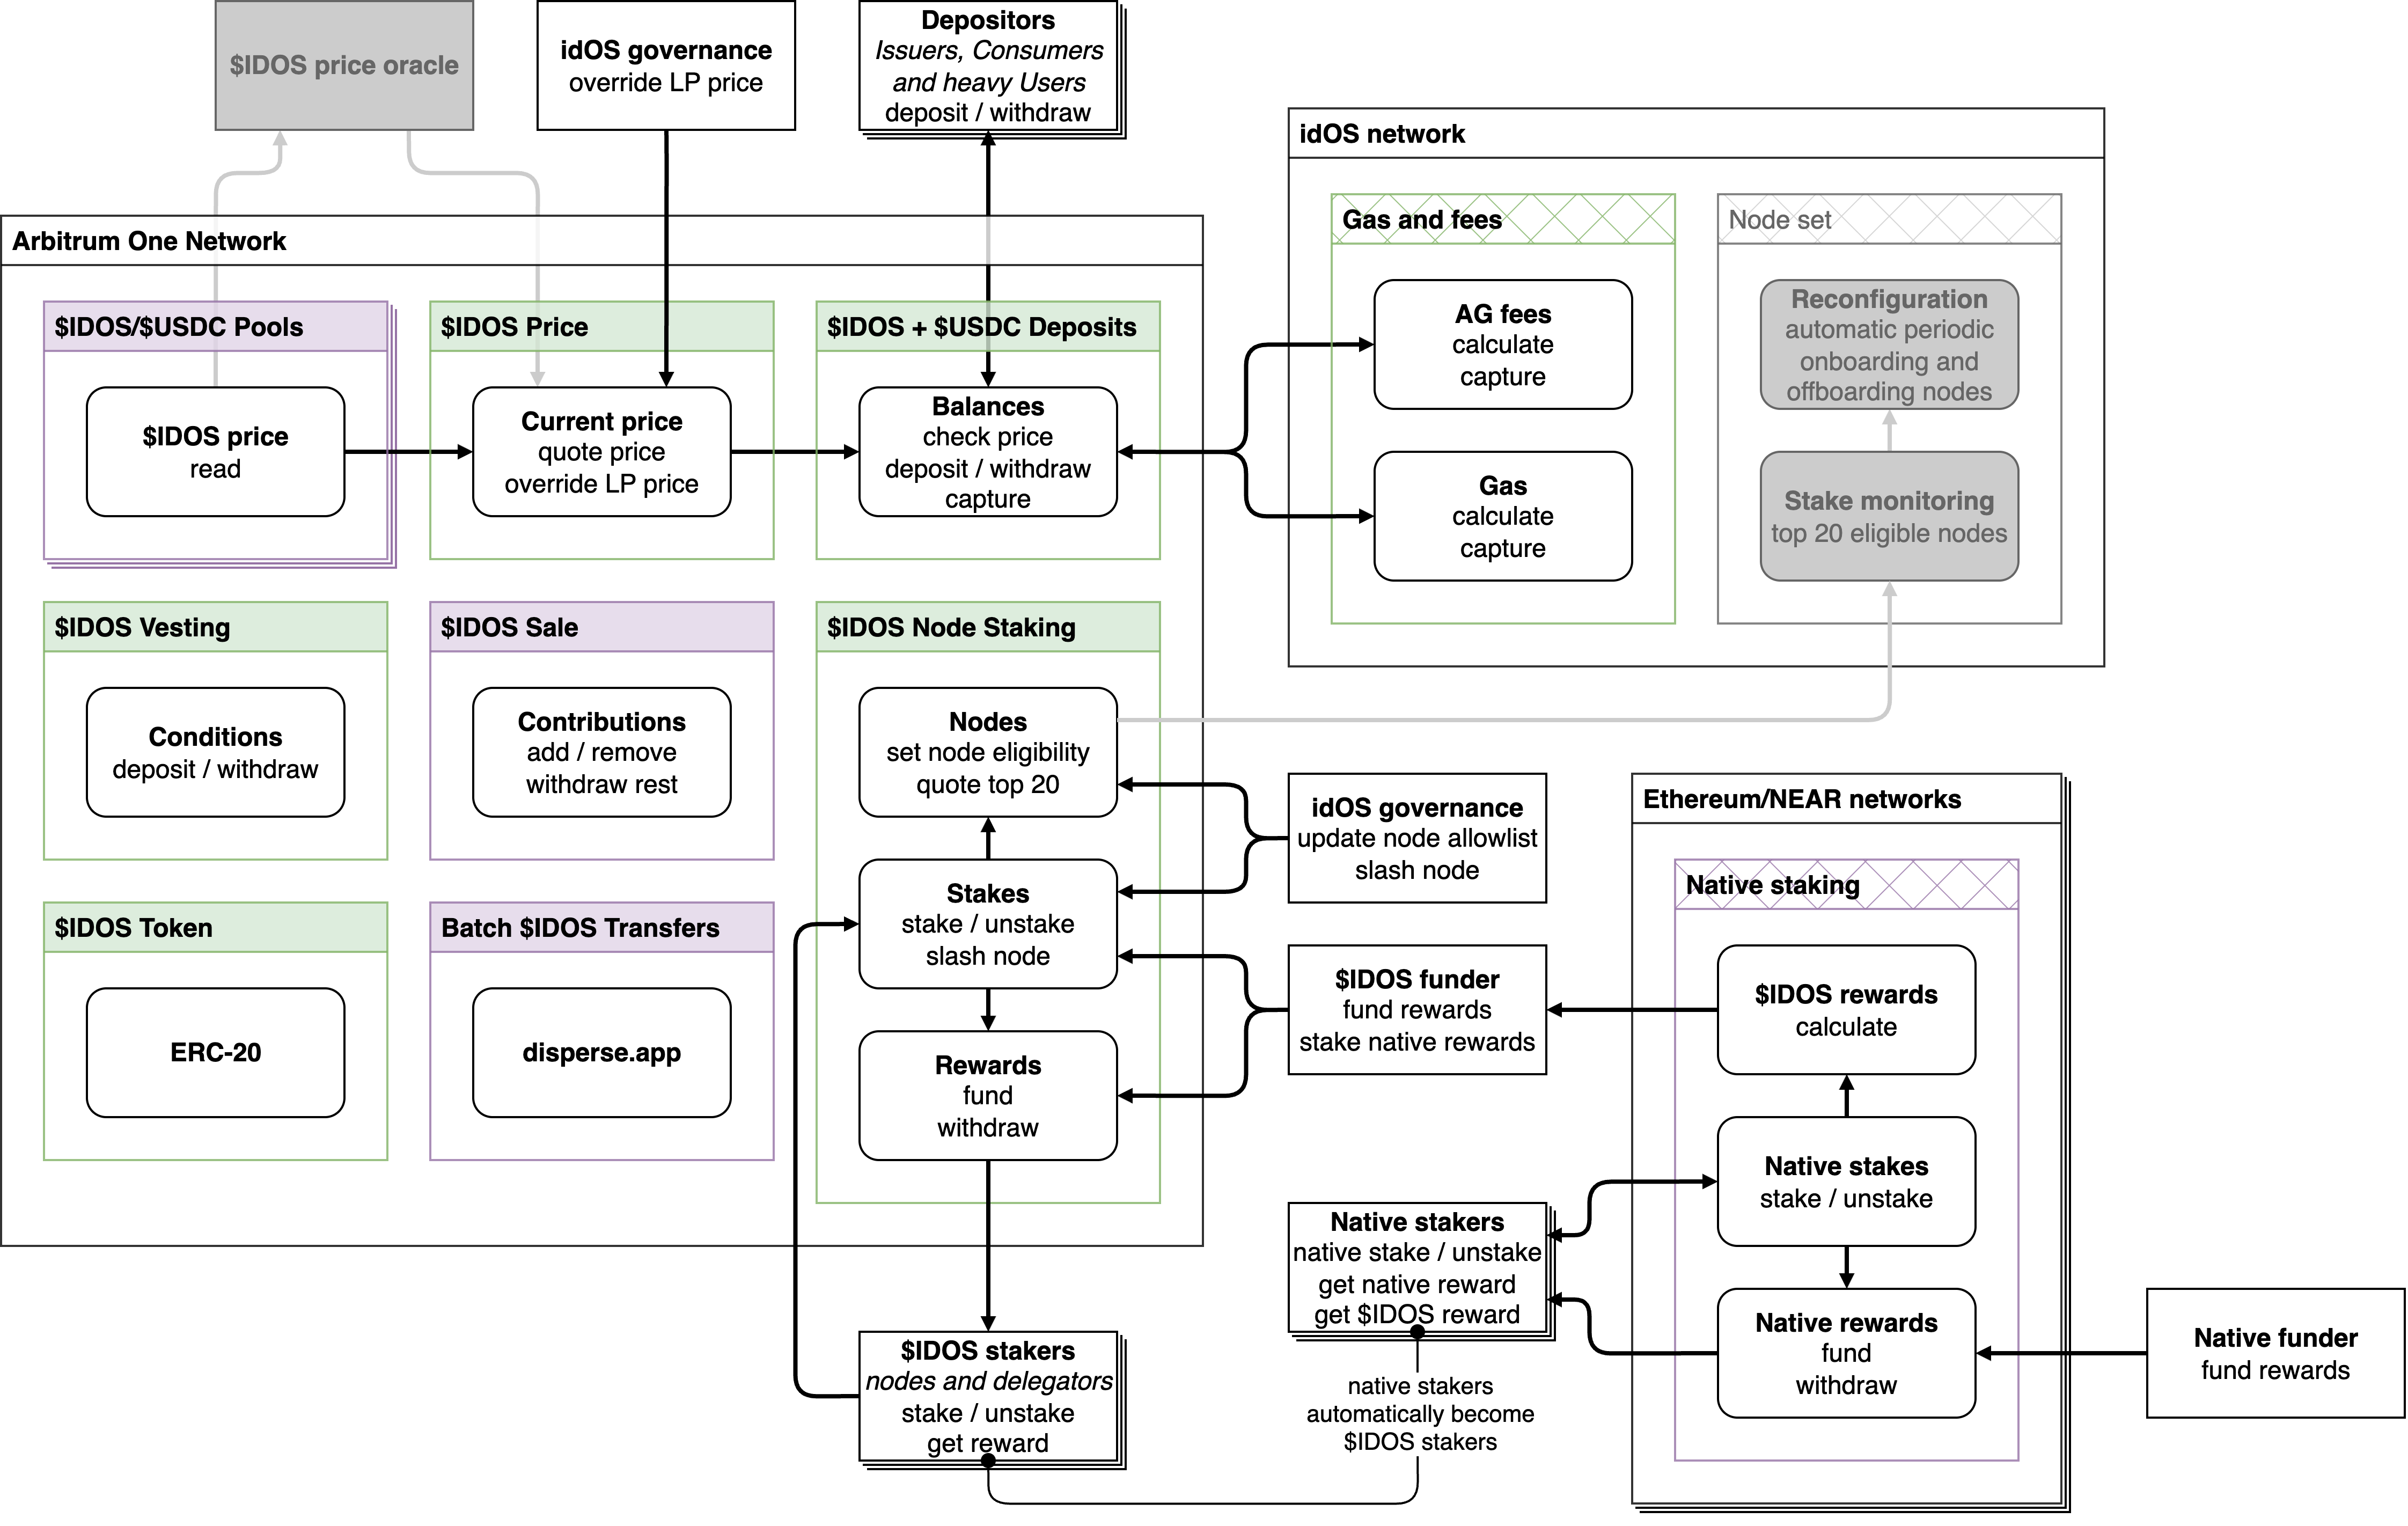 $IDOS price oracle
idOS governance
override LP price
Depositors
Issuers, Consumers
and heavy Users
deposit / withdraw
idOS network
Gas and fees
AG fees
calculate
capture
Gas
calculate
capture
Node set
Reconfiguration
automatic periodic
onboarding and
offboarding nodes
Stake monitoring
top 20 eligible nodes
Arbitrum One Network
$IDOS/$USDC Pools
$IDOS price
read
$IDOS Price
Current price
quote price
override LP price
$IDOS + $USDC Deposits
Balances
check price
deposit / withdraw
capture
$IDOS Vesting
Conditions
deposit / withdraw
$IDOS Sale
Contributions
add / remove
withdraw rest
$IDOS Node Staking
Nodes
set node eligibility
quote top 20
Stakes
stake / unstake
slash node
Rewards
fund
withdraw
$IDOS Token
ERC-20
Batch $IDOS Transfers
disperse.app
idOS governance
update node allowlist
slash node
$IDOS funder
fund rewards
stake native rewards
Ethereum/NEAR networks
Native staking
$IDOS rewards
calculate
Native stakes
stake / unstake
Native rewards
fund
withdraw
Native funder
fund rewards
Native stakers
native stake / unstake
get native reward
get $IDOS reward
native stakers
automatically become
$IDOS stakers
$IDOS stakers
nodes and delegators
stake / unstake
get reward